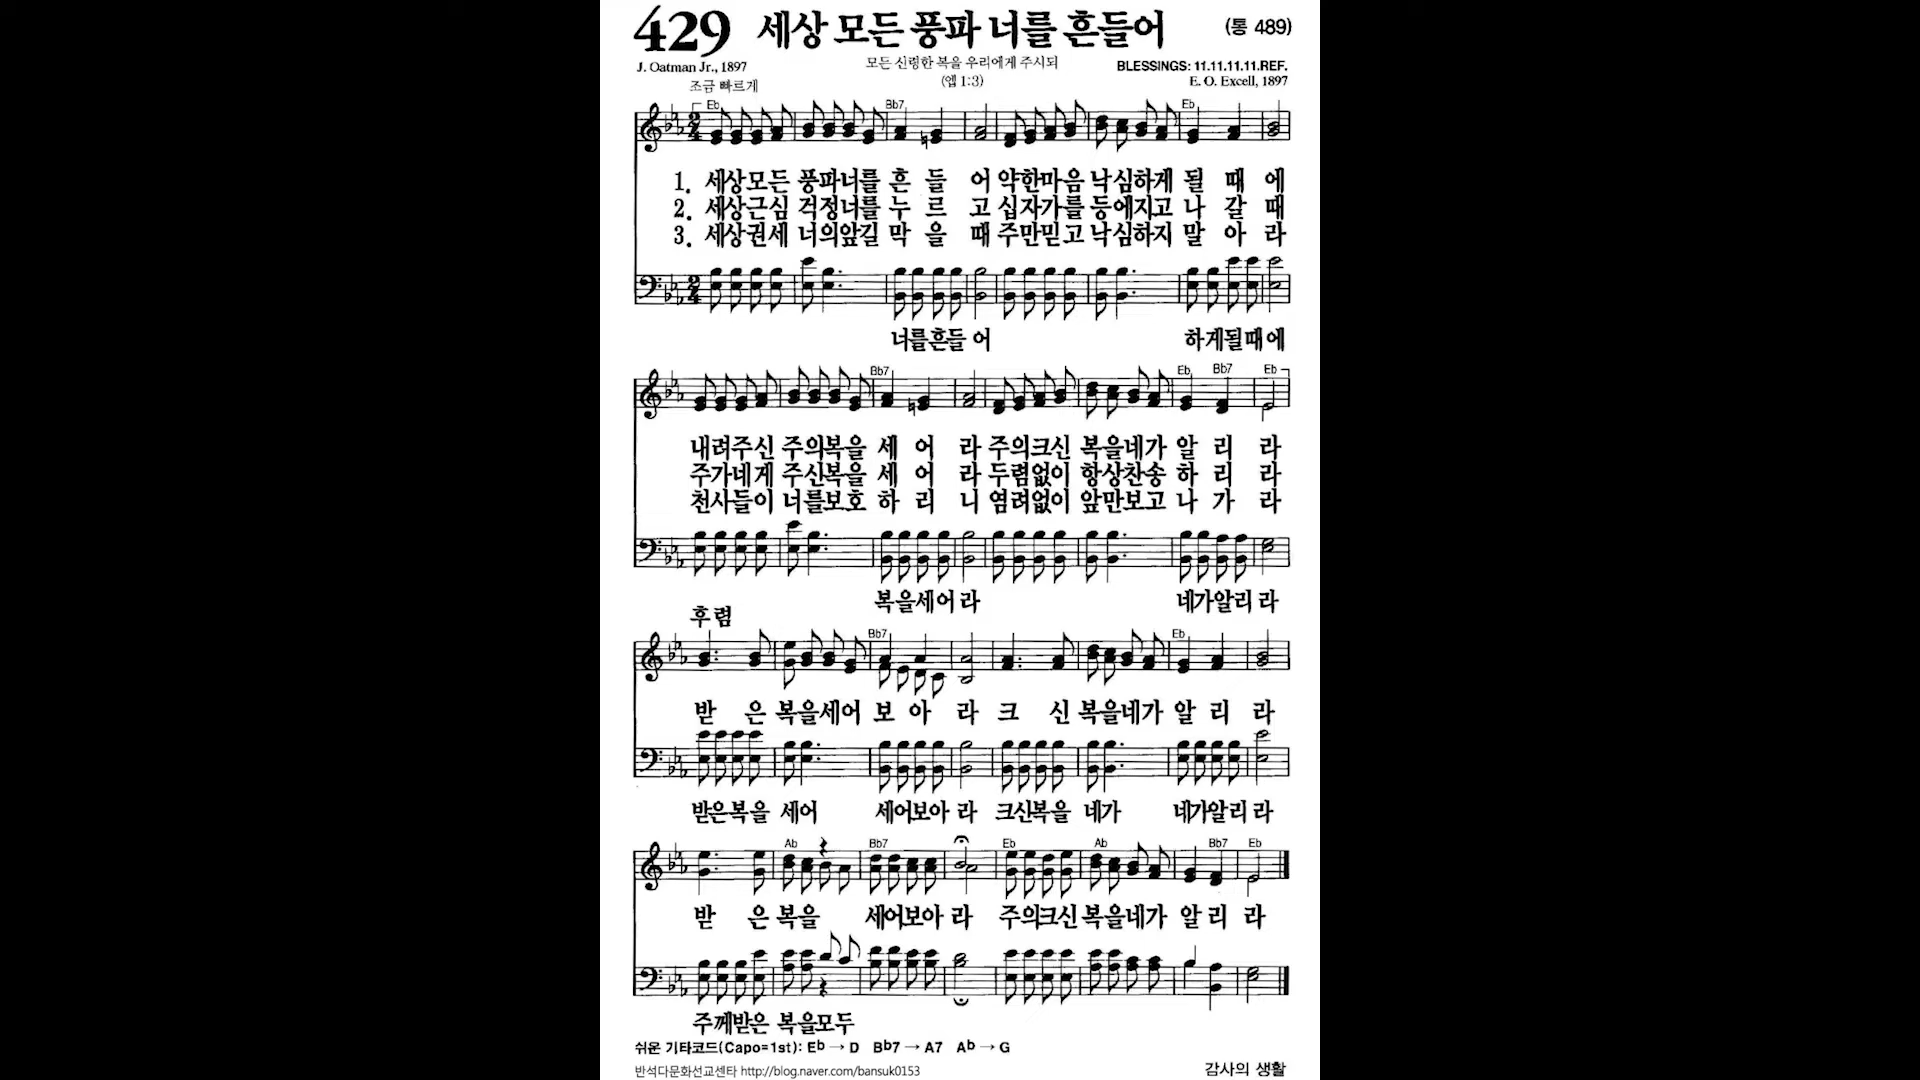 429 세상 모든 풍파 너를 흔들어 (통 489)
J. Oatman Jr., 1897 모든 신령한 복을 우리에게 주시되 BLESSINGS: 11.11.11.11.REF.
조금 빠르게 (엡 1:3) E. O. Excell, 1897
Eb Bb7 Eb
1. 세상모든 풍파너를 흔 들 어 약한마음 낙심하게 될 때 에
2. 세상근심 걱정너를 누 르 고 십자가를 등에지고 나 갈 때
3. 세상권세 너의앞길 막 을 때 주만믿고 낙심하지 말 아 라
너를흔들 어 하게될때에
Bb7 Eb Bb7 Eb
내려주신 주의복을 세 어 라 주의크신 복을네가 알 리 라
주가네게 주신복을 세 어 라 두렴없이 항상찬송 하 리 라
천사들이 너를보호 하 리 니 염려없이 앞만보고 나 가 라
복을세어 라 네가알리 라
후렴
Bb7 Eb
받 은 복을세어 보 아 라 크 신 복을네가 알 리 라
받은복을 세어 세어보아 라 크신복을 네가 네가알리 라
Ab Bb7 Eb Ab Bb7 Eb
받 은 복을 세어보아 라 주의크신 복을네가 알 리 라
주께받은 복을모두
쉬운 기타코드(Capo=1st): Eb → D Bb7 → A7 Ab → G
반석다문화선교센타 http://blog.naver.com/bansuk0153 감사의 생활